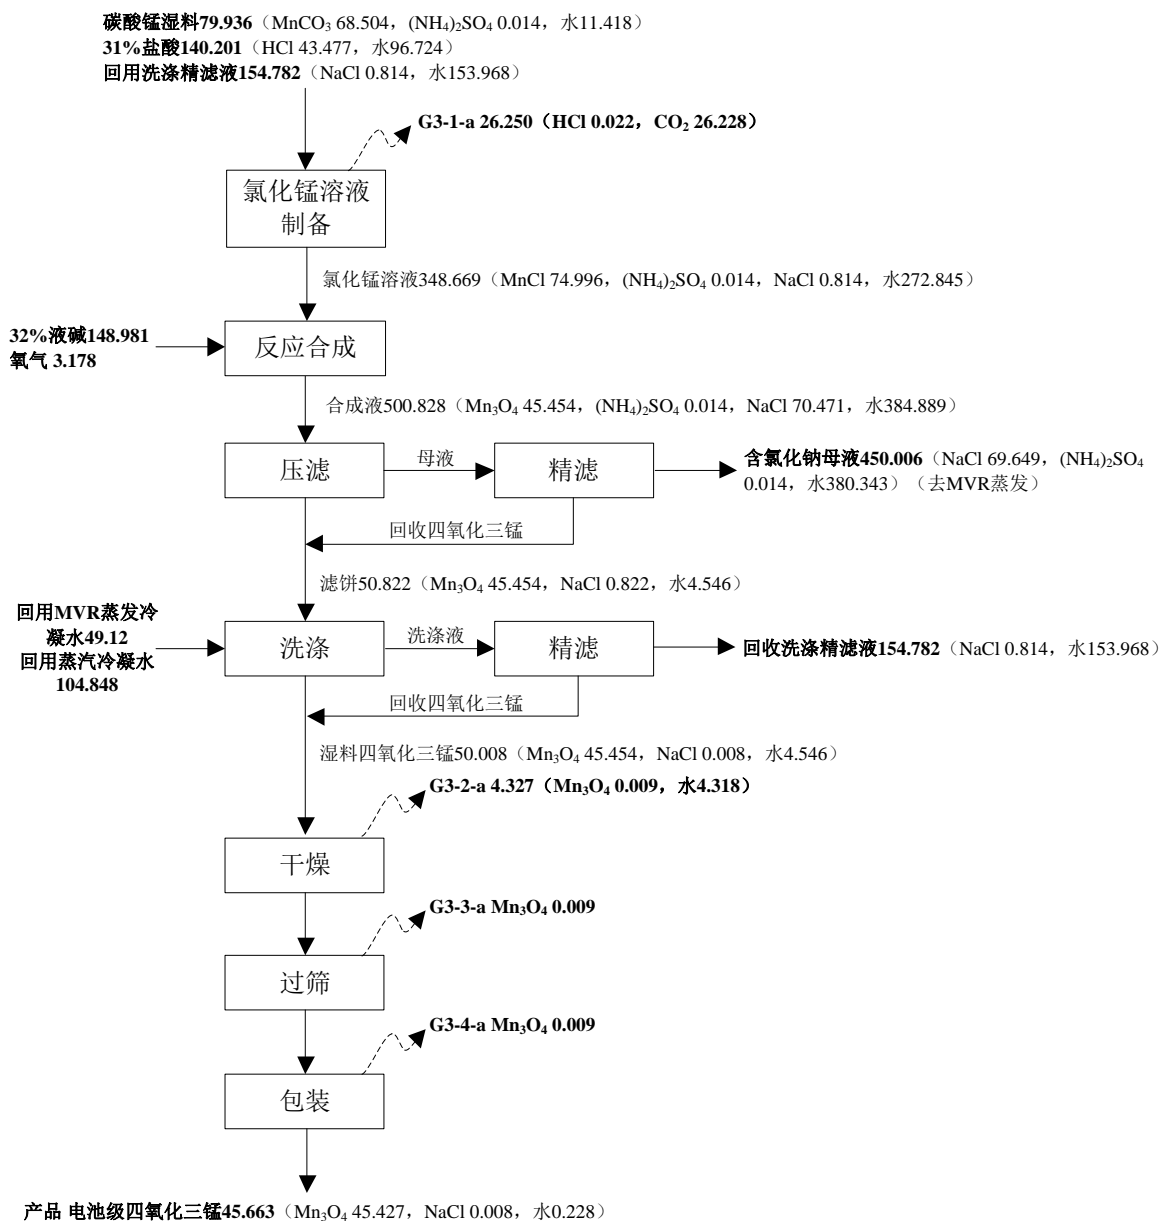 碳酸锰湿料79.936（MnCO₃ 68.504，(NH₄)₂SO₄ 0.014，水11.418）
31%盐酸140.201（HCl 43.477，水96.724）
回用洗涤精滤液154.782（NaCl 0.814，水153.968）
G3-1-a 26.250（HCl 0.022，CO₂ 26.228）
氯化锰溶液
制备
氯化锰溶液348.669（MnCl 74.996，(NH₄)₂SO₄ 0.014，NaCl 0.814，水272.845）
32%液碱148.981
氧气 3.178
反应合成
合成液500.828（Mn₃O₄ 45.454，(NH₄)₂SO₄ 0.014，NaCl 70.471，水384.889）
压滤
母液
精滤
含氯化钠母液450.006（NaCl 69.649，(NH₄)₂SO₄
0.014，水380.343）（去MVR蒸发）
回收四氧化三锰
滤饼50.822（Mn₃O₄ 45.454，NaCl 0.822，水4.546）
回用MVR蒸发冷
凝水49.12
回用蒸汽冷凝水
104.848
洗涤
洗涤液
精滤
回收洗涤精滤液154.782（NaCl 0.814，水153.968）
回收四氧化三锰
湿料四氧化三锰50.008（Mn₃O₄ 45.454，NaCl 0.008，水4.546）
G3-2-a 4.327（Mn₃O₄ 0.009，水4.318）
干燥
G3-3-a Mn₃O₄ 0.009
过筛
G3-4-a Mn₃O₄ 0.009
包装
产品 电池级四氧化三锰45.663（Mn₃O₄ 45.427，NaCl 0.008，水0.228）